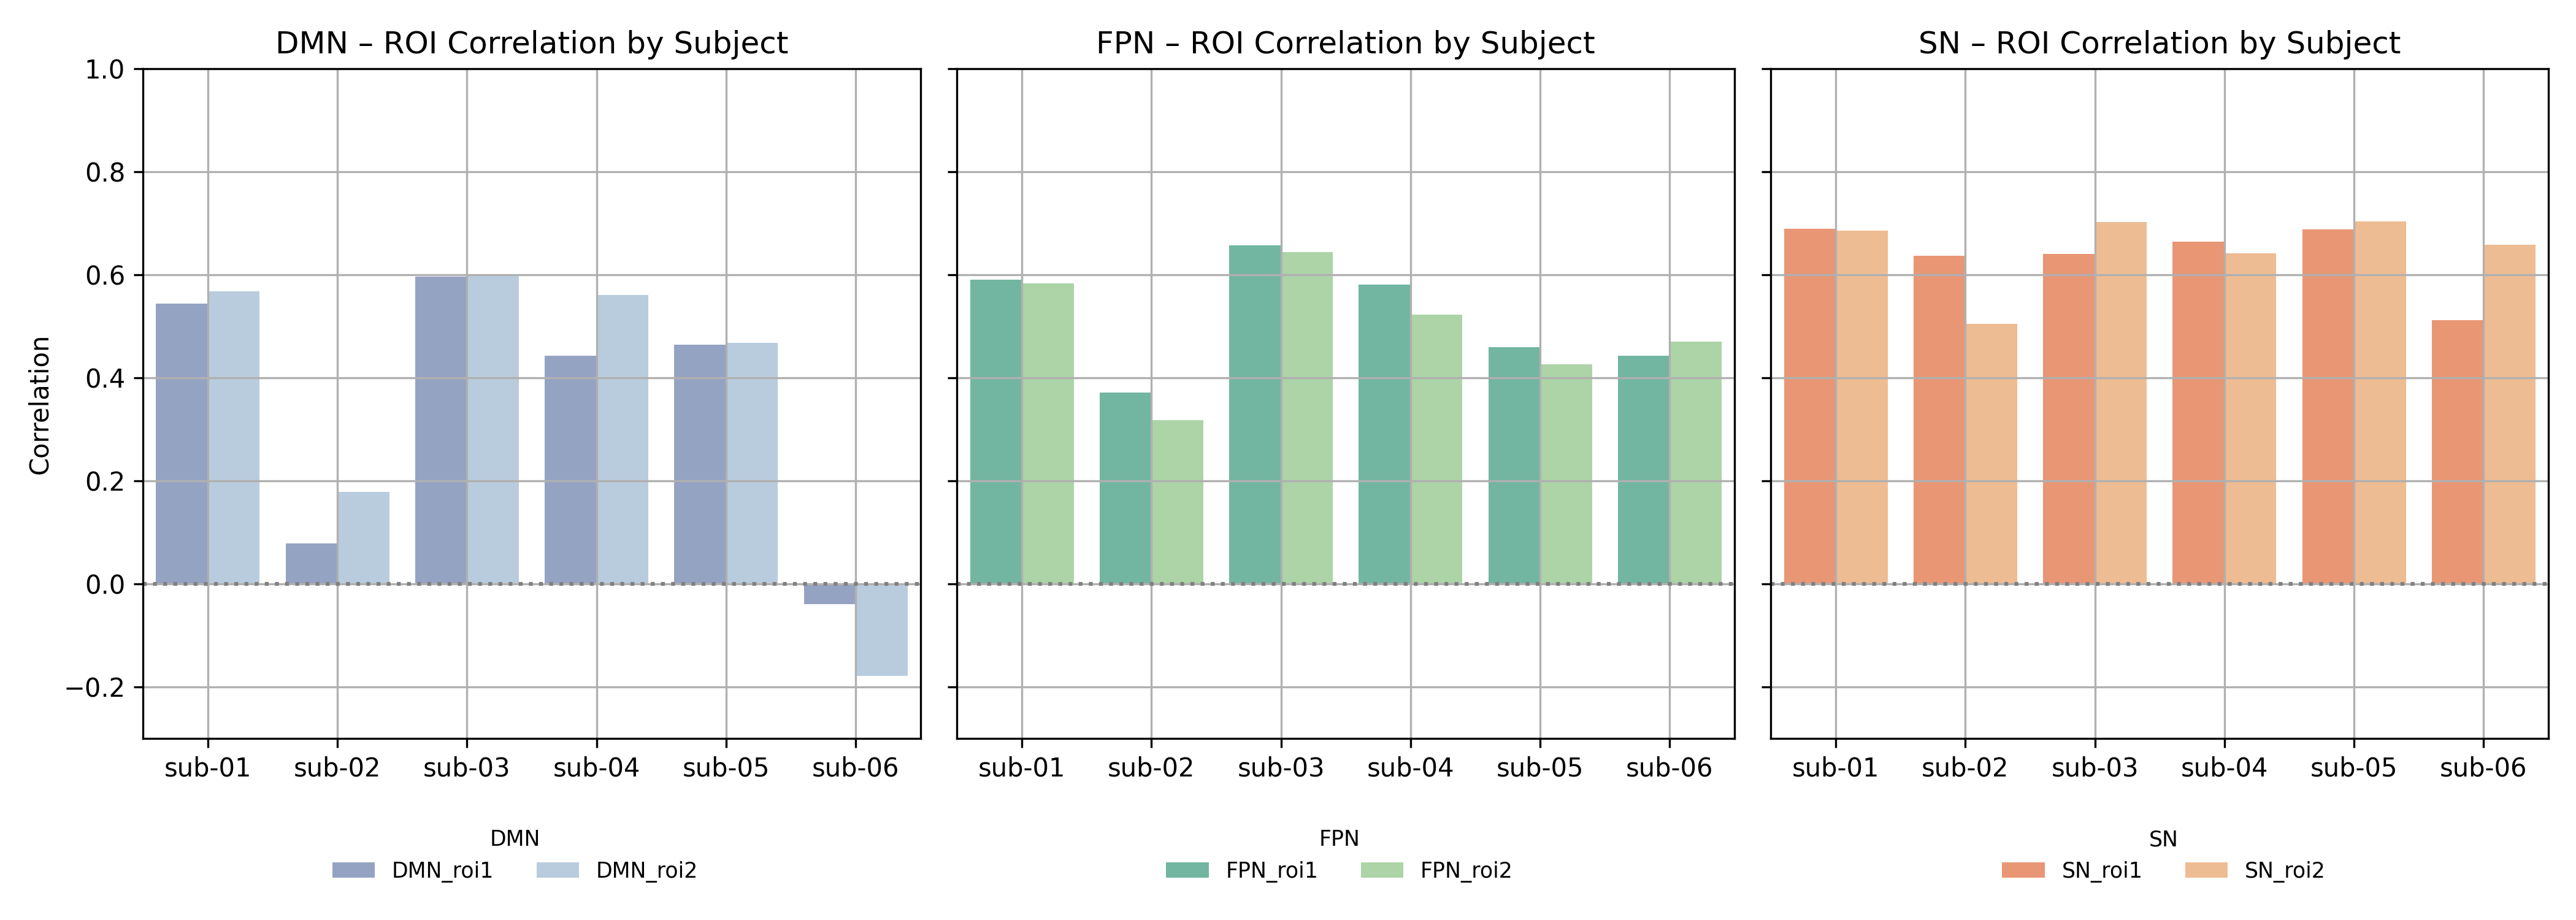 DMN – ROI Correlation by Subject
FPN – ROI Correlation by Subject
SN – ROI Correlation by Subject
Correlation
1.0
0.8
0.6
0.4
0.2
0.0
−0.2
sub-01 sub-02 sub-03 sub-04 sub-05 sub-06
sub-01 sub-02 sub-03 sub-04 sub-05 sub-06
sub-01 sub-02 sub-03 sub-04 sub-05 sub-06
DMN
DMN_roi1 DMN_roi2
FPN
FPN_roi1 FPN_roi2
SN
SN_roi1 SN_roi2